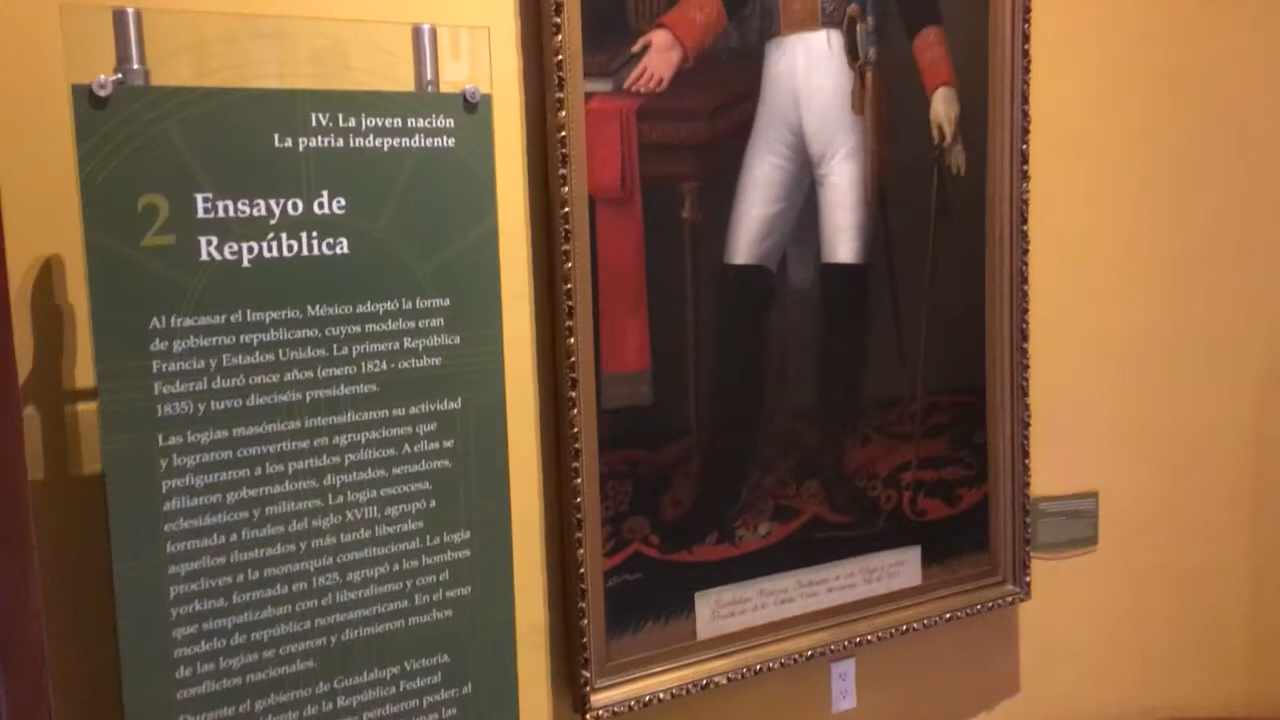 IV. La joven nación
La patria independiente
2 Ensayo de
República
Al fracasar el Imperio, México adoptó la forma
de gobierno republicano, cuyos modelos eran
Francia y Estados Unidos. La primera República
Federal duró once años (enero 1824 - octubre
1835) y tuvo dieciséis presidentes.
Las logias masónicas intensificaron su actividad
y lograron convertirse en agrupaciones que
prefiguraron a los partidos políticos. A ellas se
afiliaron gobernadores, diputados, senadores,
eclesiásticos y militares. La logia escocesa,
formada a finales del siglo XVIII, agrupó a
aquellos ilustrados y más tarde liberales
proclives a la monarquía constitucional. La logia
yorkina, formada en 1825, agrupó a los hombres
que simpatizaban con el liberalismo y con el
modelo de república norteamericana. En el seno
de las logias se crearon y dirimieron muchos
conflictos nacionales.
Durante el gobierno de Guadalupe Victoria,
de la República Federal
perdieron poder; al
las